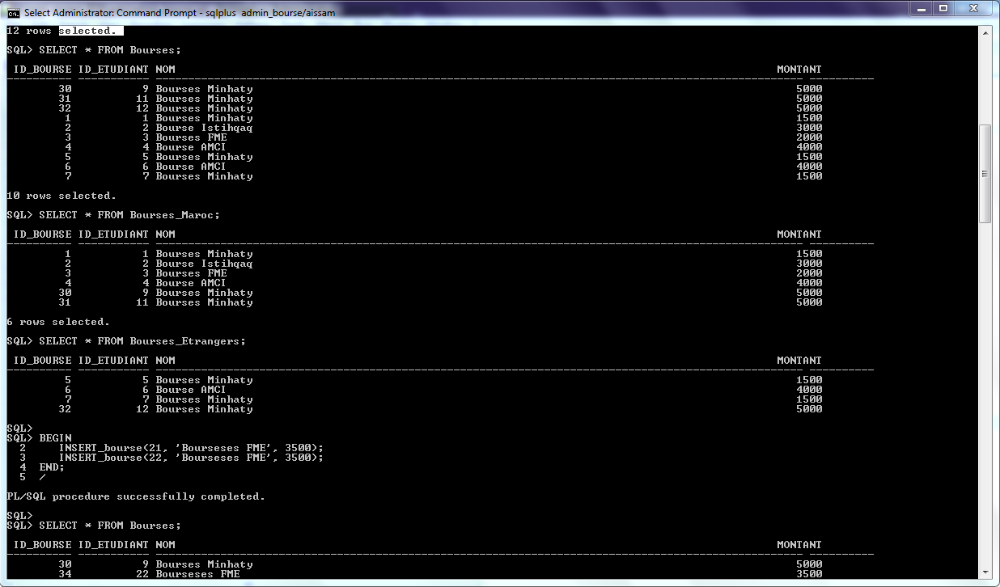 Select Administrator: Command Prompt - sqlplus  admin_bourse/aissam
12 rows selected.
SQL> SELECT * FROM Bourses;
ID_BOURSE ID_ETUDIANT NOM MONTANT
30 9 Bourses Minhaty 5000
31 11 Bourses Minhaty 5000
32 12 Bourses Minhaty 5000
1 1 Bourses Minhaty 1500
2 2 Bourse Istihqaq 3000
3 3 Bourses FME 2000
4 4 Bourse AMCI 4000
5 5 Bourses Minhaty 1500
6 6 Bourse AMCI 4000
7 7 Bourses Minhaty 1500
10 rows selected.
SQL> SELECT * FROM Bourses_Maroc;
ID_BOURSE ID_ETUDIANT NOM MONTANT
1 1 Bourses Minhaty 1500
2 2 Bourse Istihqaq 3000
3 3 Bourses FME 2000
4 4 Bourse AMCI 4000
30 9 Bourses Minhaty 5000
31 11 Bourses Minhaty 5000
6 rows selected.
SQL> SELECT * FROM Bourses_Etrangers;
ID_BOURSE ID_ETUDIANT NOM MONTANT
5 5 Bourses Minhaty 1500
6 6 Bourse AMCI 4000
7 7 Bourses Minhaty 1500
32 12 Bourses Minhaty 5000
SQL>
SQL> BEGIN
2 INSERT_bourse(21, 'Bourseses FME', 3500);
3 INSERT_bourse(22, 'Bourseses FME', 3500);
4 END;
5 /
PL/SQL procedure successfully completed.
SQL>
SQL> SELECT * FROM Bourses;
ID_BOURSE ID_ETUDIANT NOM MONTANT
30 9 Bourses Minhaty 5000
34 22 Bourseses FME 3500